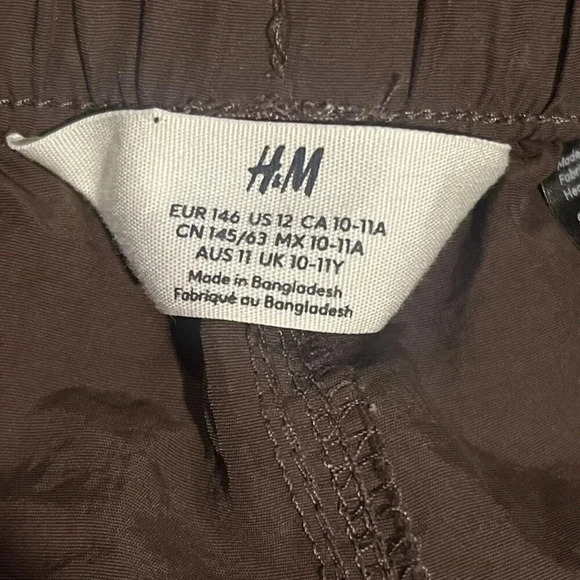 H&M
EUR 146 US 12 CA 10-11A
CN 145/63 MX 10-11A
AUS 11 UK 10-11Y
Made in Bangladesh
Fabriqué au Bangladesh
Made